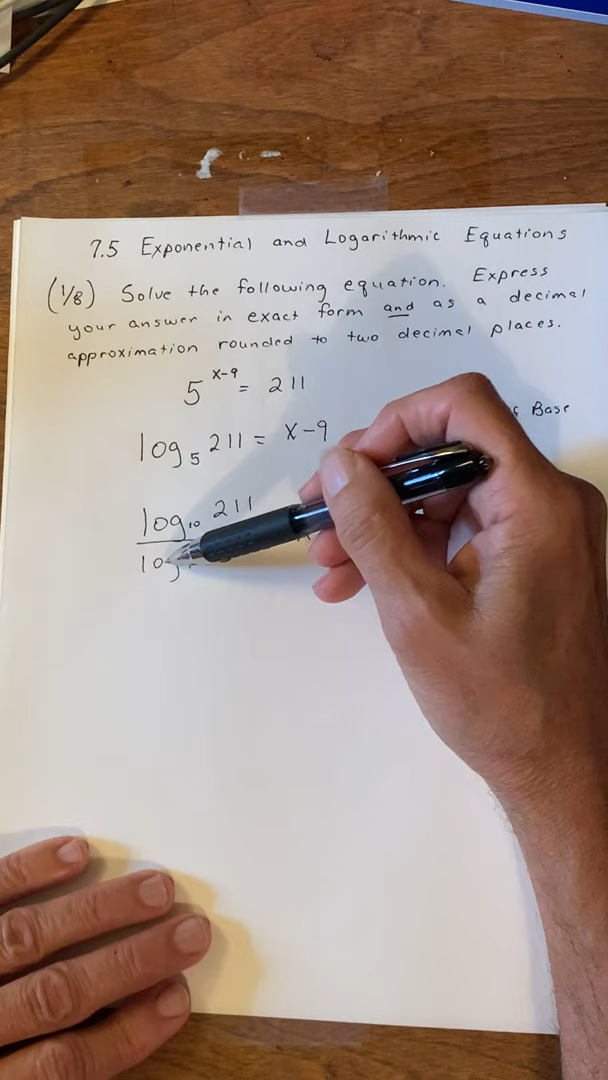 7.5 Exponential and Logarithmic Equations
(1/8) Solve the following equation. Express
your answer in exact form and as a decimal
approximation rounded to two decimal places.
5^(x-9) = 211
Base
log₅ 211 = x-9
log₁₀ 211
log